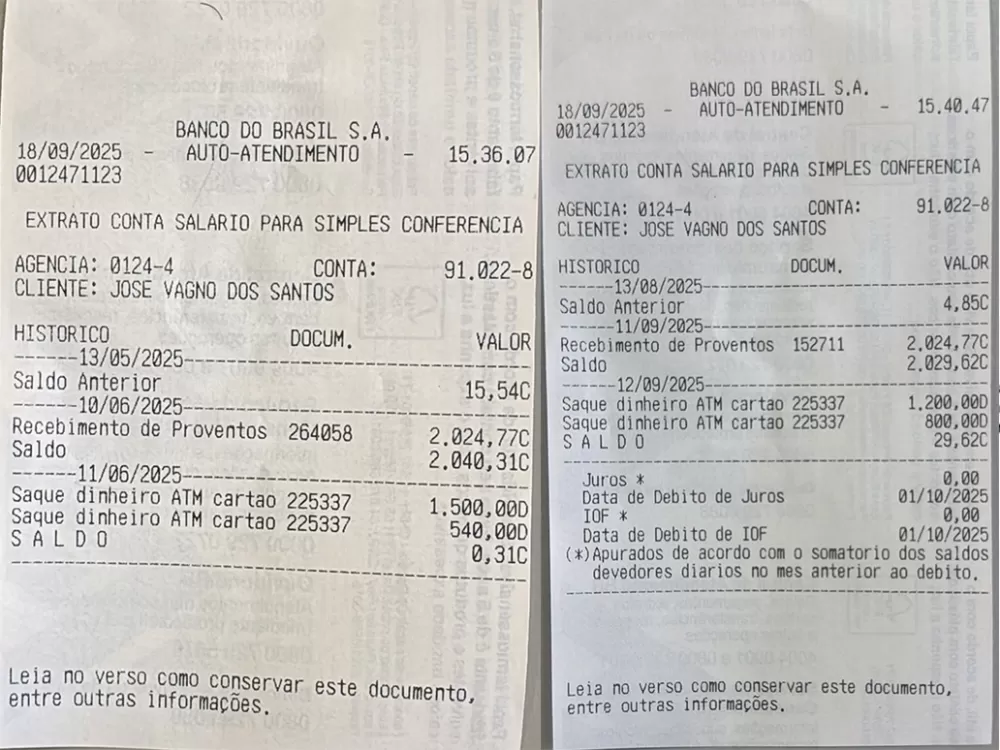 BANCO DO BRASIL S.A.
18/09/2025 - AUTO-ATENDIMENTO - 15.36.07
0012471123
EXTRATO CONTA SALARIO PARA SIMPLES CONFERENCIA
AGENCIA: 0124-4 CONTA: 91.022-8
CLIENTE: JOSE VAGNO DOS SANTOS
HISTORICO DOCUM. VALOR
------13/05/2025------
Saldo Anterior 15,54C
------10/06/2025------
Recebimento de Proventos 264058 2.024,77C
Saldo 2.040,31C
------11/06/2025------
Saque dinheiro ATM cartao 225337 1.500,00D
Saque dinheiro ATM cartao 225337 540,00D
S A L D O 0,31C
Leia no verso como conservar este documento,
entre outras informações.
BANCO DO BRASIL S.A.
18/09/2025 - AUTO-ATENDIMENTO - 15.40.47
0012471123
EXTRATO CONTA SALARIO PARA SIMPLES CONFERENCIA
AGENCIA: 0124-4 CONTA: 91.022-8
CLIENTE: JOSE VAGNO DOS SANTOS
HISTORICO DOCUM. VALOR
------13/08/2025------
Saldo Anterior 4,85C
------11/09/2025------
Recebimento de Proventos 152711 2.024,77C
Saldo 2.029,62C
------12/09/2025------
Saque dinheiro ATM cartao 225337 1.200,00D
Saque dinheiro ATM cartao 225337 800,00D
S A L D O 29,62C
Juros * 0,00
Data de Debito de Juros 01/10/2025
IOF * 0,00
Data de Debito de IOF 01/10/2025
(*)Apurados de acordo com o somatorio dos saldos
devedores diarios no mes anterior ao debito.
Leia no verso como conservar este documento,
entre outras informações.